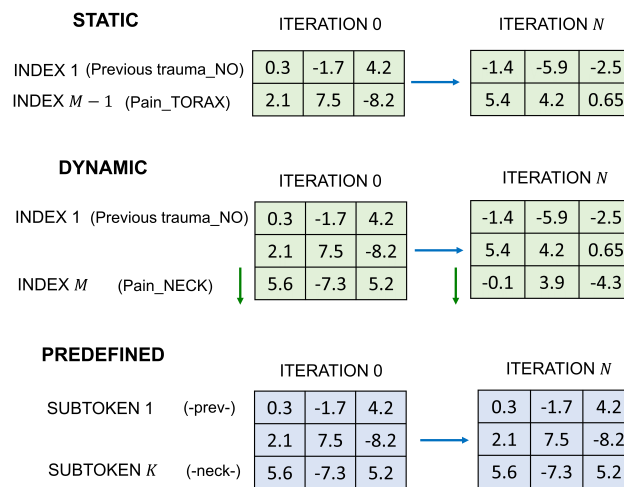 STATIC
ITERATION 0
ITERATION N
INDEX 1 (Previous trauma_NO)
0.3 -1.7 4.2
-1.4 -5.9 -2.5
INDEX M − 1 (Pain_TORAX)
2.1 7.5 -8.2
5.4 4.2 0.65
DYNAMIC
ITERATION 0
ITERATION N
INDEX 1 (Previous trauma_NO)
0.3 -1.7 4.2
-1.4 -5.9 -2.5
2.1 7.5 -8.2
5.4 4.2 0.65
INDEX M (Pain_NECK)
5.6 -7.3 5.2
-0.1 3.9 -4.3
PREDEFINED
ITERATION 0
ITERATION N
SUBTOKEN 1 (-prev-)
0.3 -1.7 4.2
0.3 -1.7 4.2
2.1 7.5 -8.2
2.1 7.5 -8.2
SUBTOKEN K (-neck-)
5.6 -7.3 5.2
5.6 -7.3 5.2